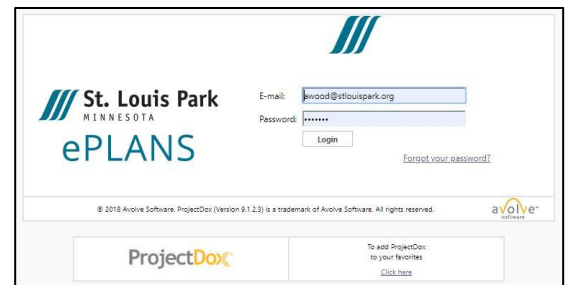 St. Louis Park
MINNESOTA
ePLANS
E-mail: awood@stlouispark.org
Password: •••••••
Login
Forgot your password?
® 2018 Avolve Software. ProjectDox (Version 9.1.2.3) is a trademark of Avolve Software. All rights reserved.
avolve
software
ProjectDox
To add ProjectDox
to your favorites
Click here